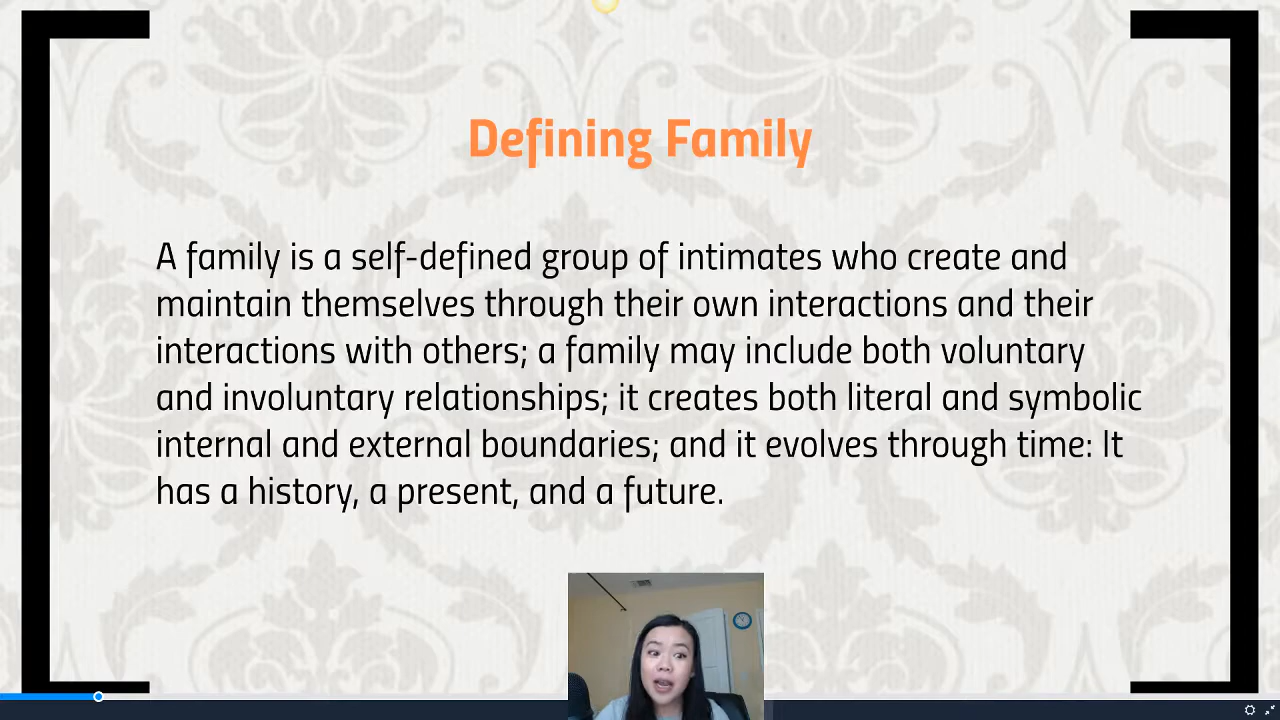 Defining Family
A family is a self-defined group of intimates who create and
maintain themselves through their own interactions and their
interactions with others; a family may include both voluntary
and involuntary relationships; it creates both literal and symbolic
internal and external boundaries; and it evolves through time: It
has a history, a present, and a future.